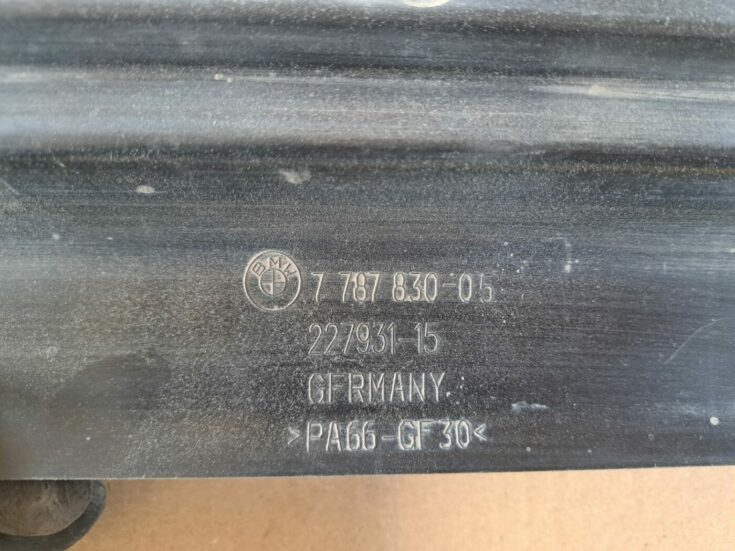 BMW 7 787 830-05
227931-15
GERMANY
>PA66-GF30<